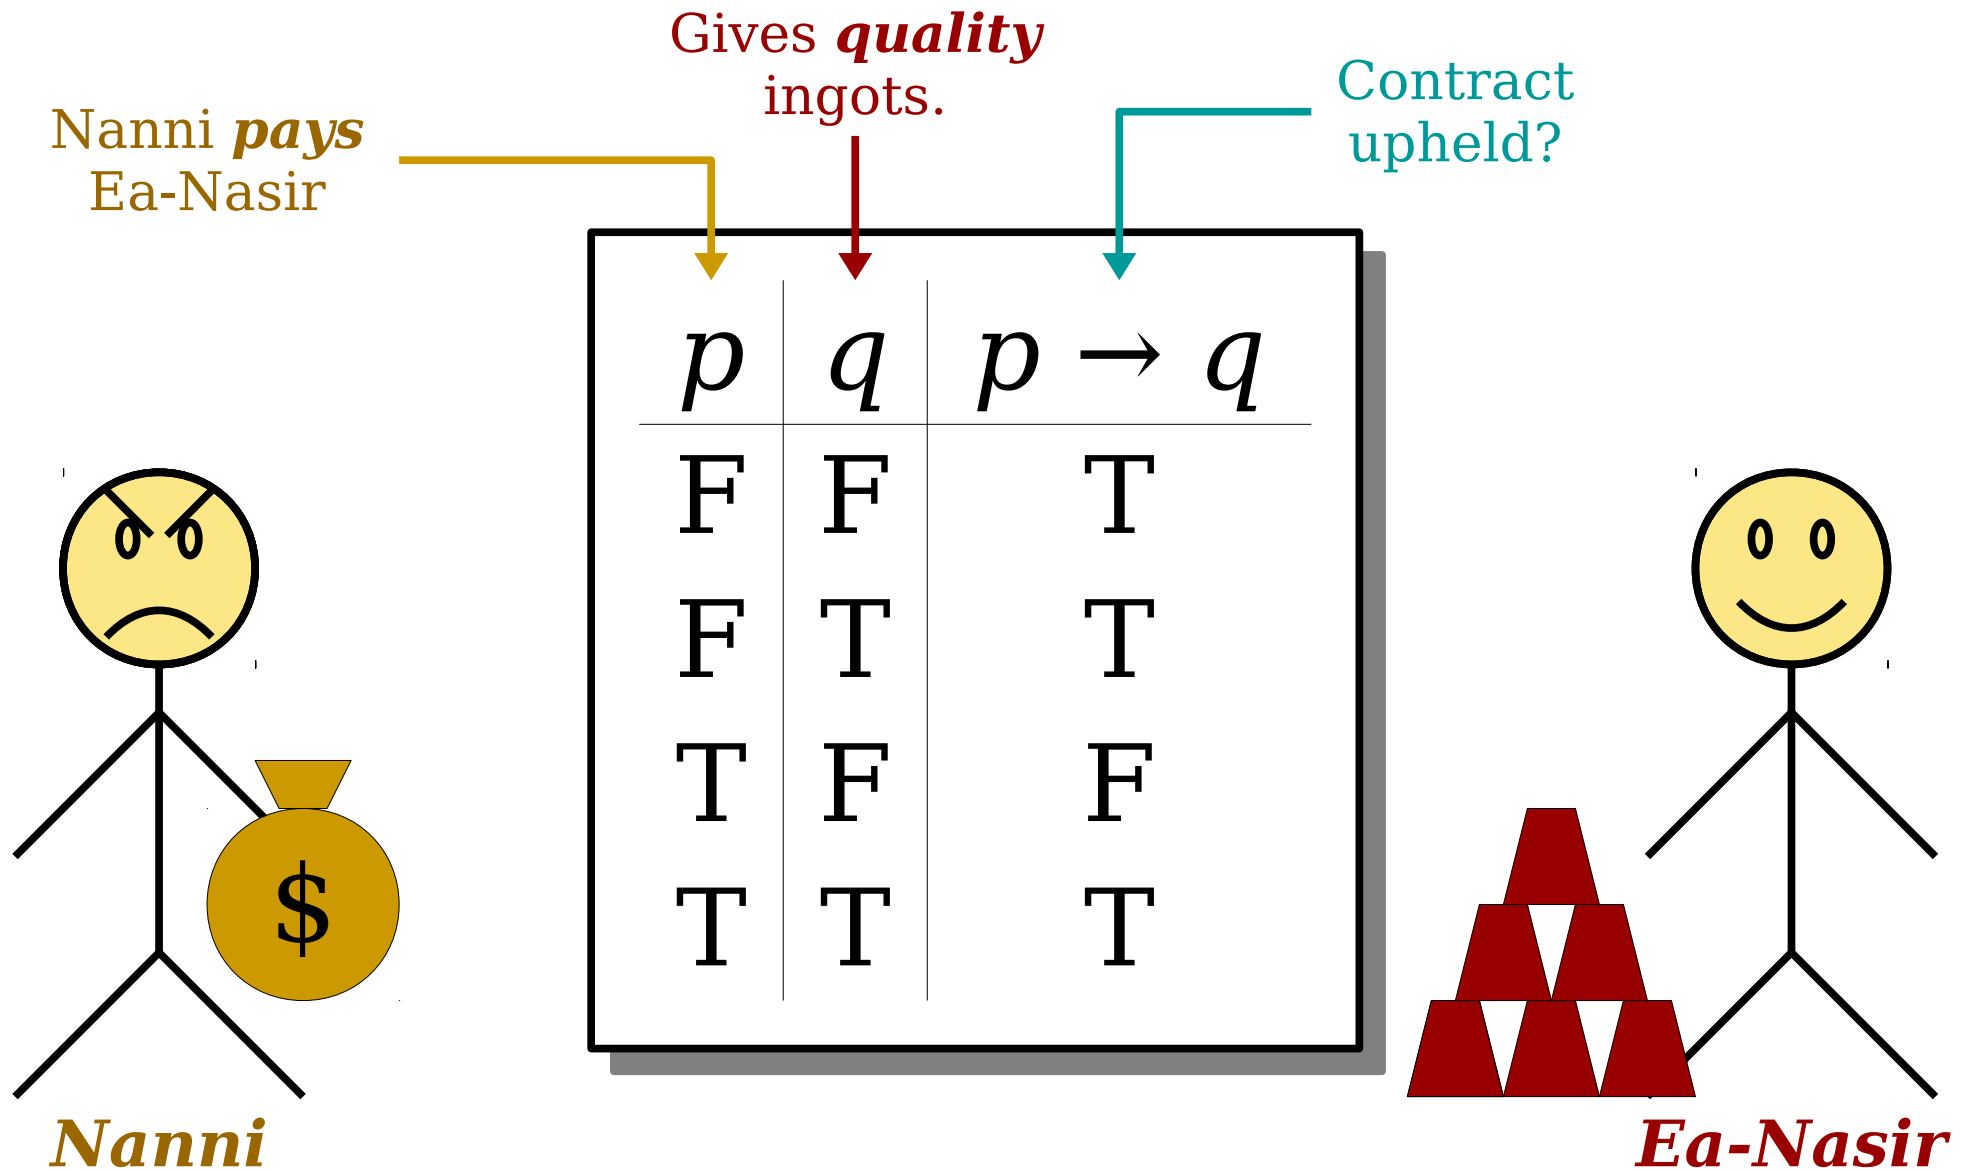 Gives quality
ingots.
Contract
upheld?
Nanni pays
Ea-Nasir
p q p → q
F F T
F T T
T F F
T T T
$
Nanni
Ea-Nasir